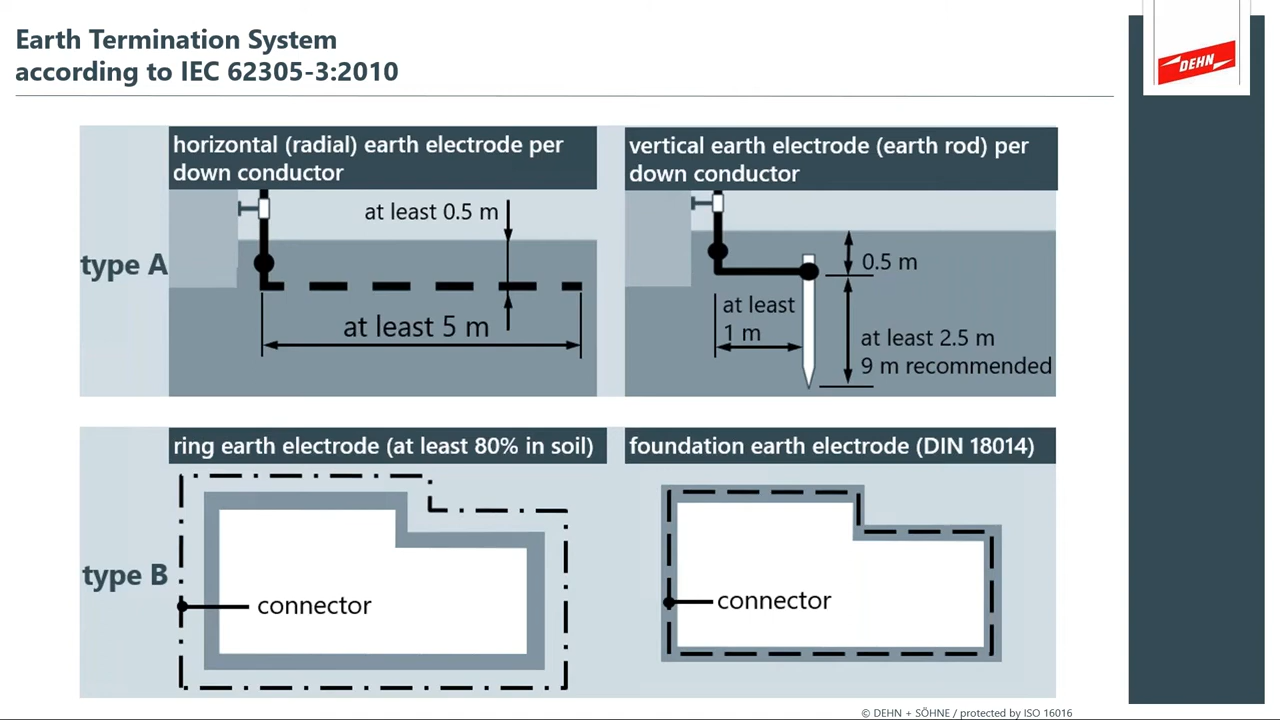 Earth Termination System
according to IEC 62305-3:2010
DEHN
horizontal (radial) earth electrode per
down conductor
vertical earth electrode (earth rod) per
down conductor
type A
at least 0.5 m
at least 5 m
0.5 m
at least
1 m
at least 2.5 m
9 m recommended
ring earth electrode (at least 80% in soil)
foundation earth electrode (DIN 18014)
type B
connector
connector
© DEHN + SÖHNE / protected by ISO 16016